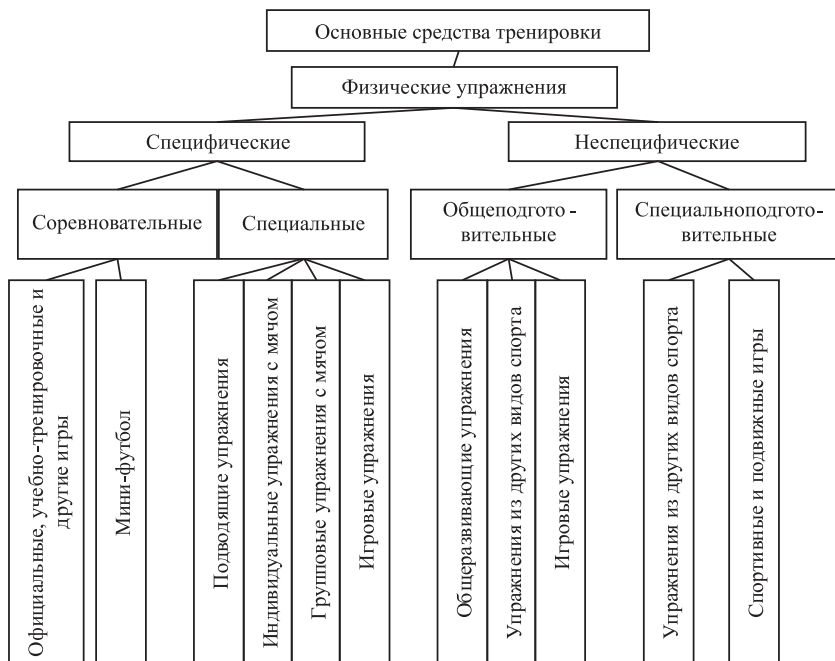 Основные средства тренировки
Физические упражнения
Специфические
Неспецифические
Соревновательные
Специальные
Общеподгото -
вительные
Специальноподгото-
вительные
Официальные, учебно-тренировочные и
другие игры
Мини-футбол
Подводящие упражнения
Индивидуальные упражнения с мячом
Групповые упражнения с мячом
Игровые упражнения
Общеразвивающие упражнения
Упражнения из других видов спорта
Игровые упражнения
Упражнения из других видов спорта
Спортивные и подвижные игры